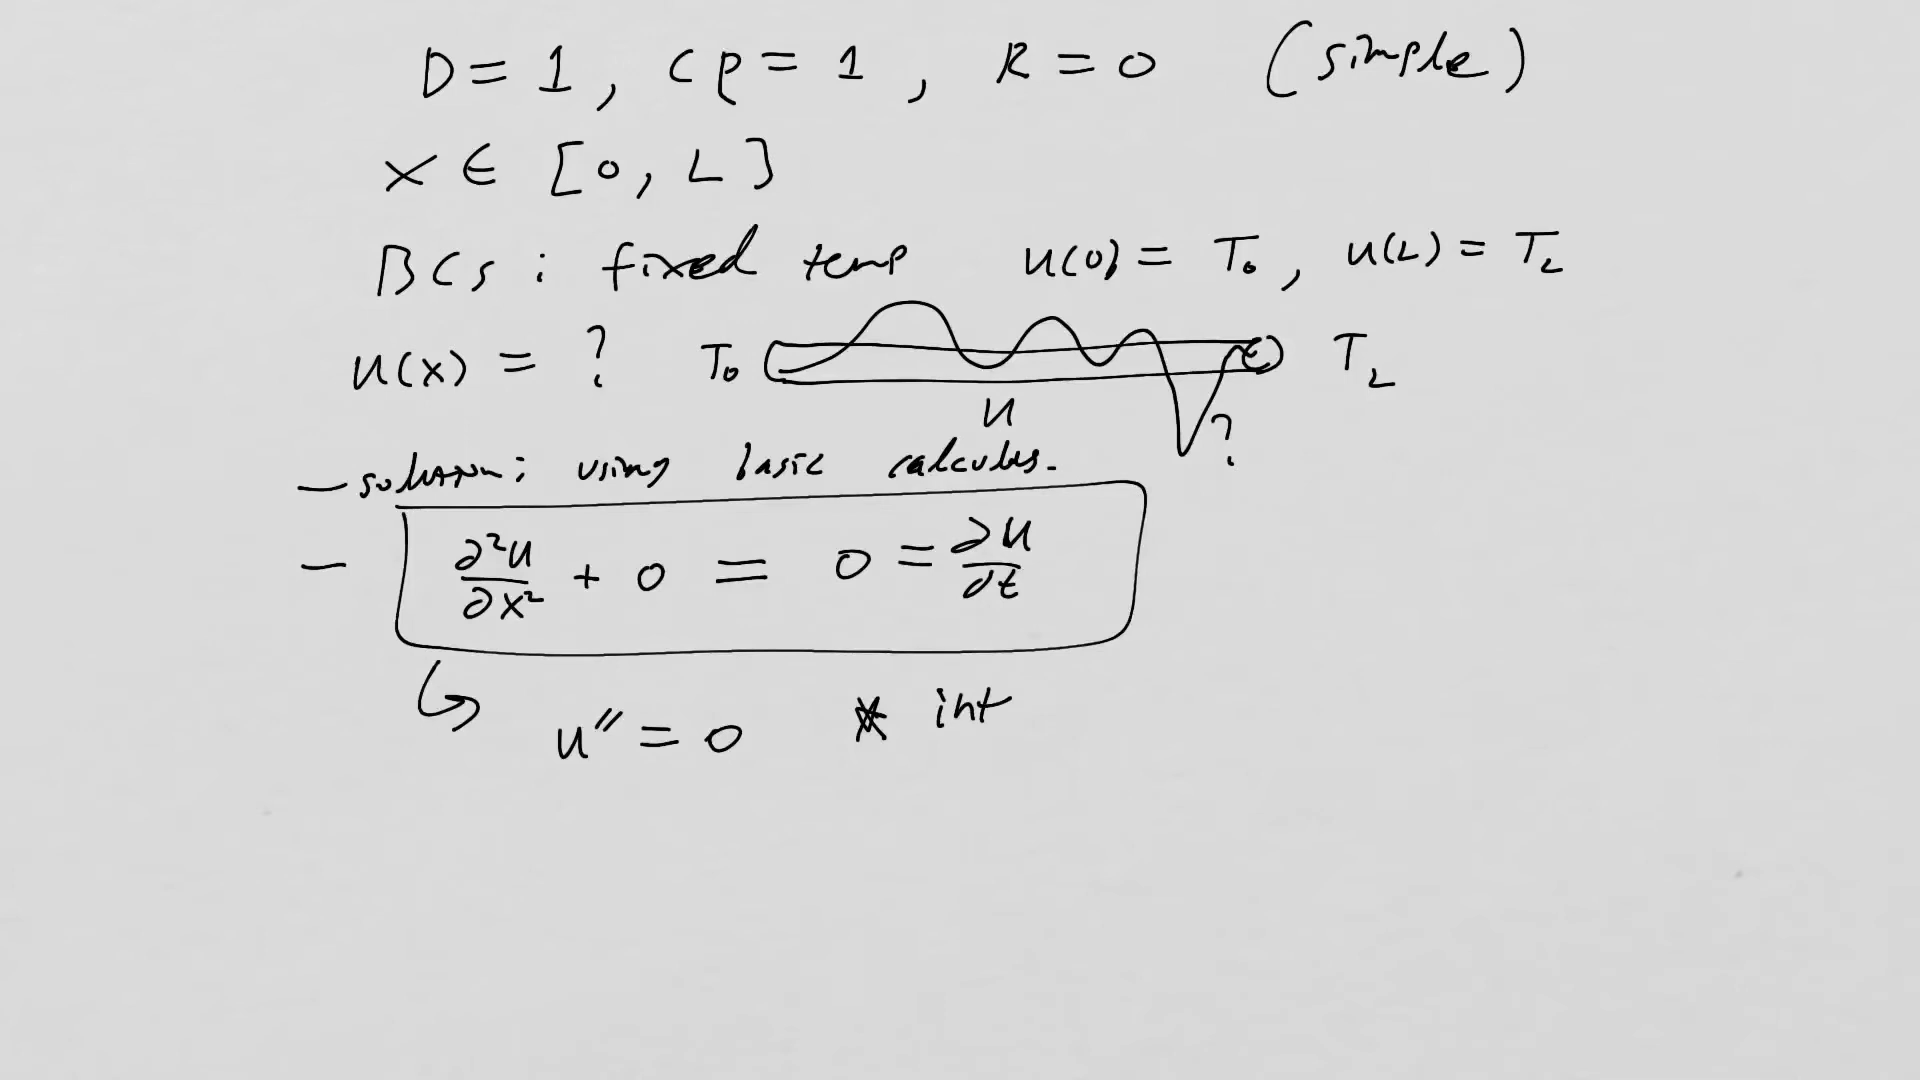 D = 1, cρ = 1, R = 0 (simple)
x ∈ [0, L]
BCs: fixed temp u(0) = T₀, u(L) = T_L
u(x) = ? T₀ T_L
u ?
— solution: using basic calculus.
— ∂²u/∂x² + 0 = 0 = ∂u/∂t
↳ u″ = 0 * int